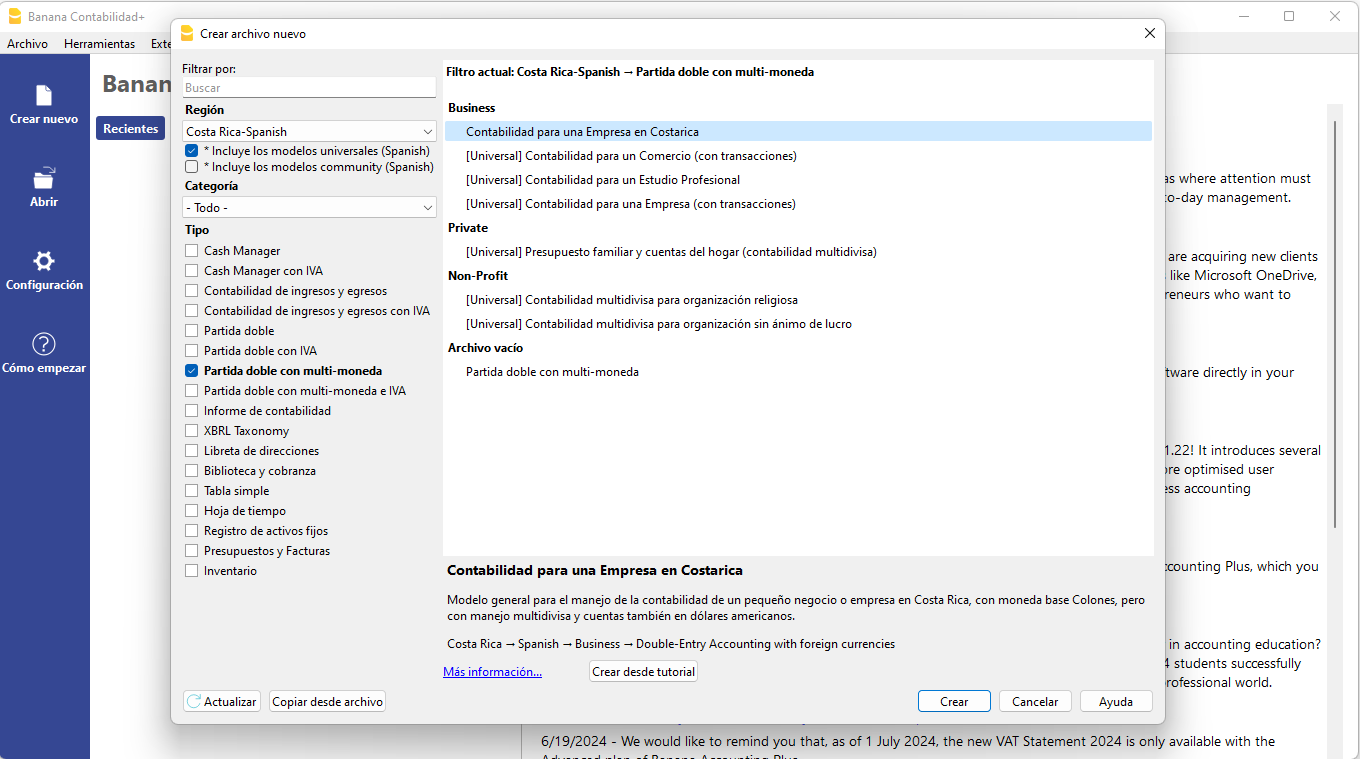 Banana Contabilidad+
Archivo Herramientas Exte
Crear nuevo
Abrir
Configuración
Cómo empezar
Banan
Recientes
Crear archivo nuevo
Filtrar por:
Buscar
Región
Costa Rica-Spanish
* Incluye los modelos universales (Spanish)
* Incluye los modelos community (Spanish)
Categoría
- Todo -
Tipo
Cash Manager
Cash Manager con IVA
Contabilidad de ingresos y egresos
Contabilidad de ingresos y egresos con IVA
Partida doble
Partida doble con IVA
Partida doble con multi-moneda
Partida doble con multi-moneda e IVA
Informe de contabilidad
XBRL Taxonomy
Libreta de direcciones
Biblioteca y cobranza
Tabla simple
Hoja de tiempo
Registro de activos fijos
Presupuestos y Facturas
Inventario
Actualizar
Copiar desde archivo
Filtro actual: Costa Rica-Spanish → Partida doble con multi-moneda
Business
Contabilidad para una Empresa en Costarica
[Universal] Contabilidad para un Comercio (con transacciones)
[Universal] Contabilidad para un Estudio Profesional
[Universal] Contabilidad para una Empresa (con transacciones)
Private
[Universal] Presupuesto familiar y cuentas del hogar (contabilidad multidivisa)
Non-Profit
[Universal] Contabilidad multidivisa para organización religiosa
[Universal] Contabilidad multidivisa para organización sin ánimo de lucro
Archivo vacío
Partida doble con multi-moneda
Contabilidad para una Empresa en Costarica
Modelo general para el manejo de la contabilidad de un pequeño negocio o empresa en Costa Rica, con moneda base Colones, pero
con manejo multidivisa y cuentas también en dólares americanos.
Costa Rica → Spanish → Business → Double-Entry Accounting with foreign currencies
Más información...
Crear desde tutorial
Crear
Cancelar
Ayuda
as where attention must
to-day management.
are acquiring new clients
like Microsoft OneDrive,
reneurs who want to
tware directly in your
1.22! It introduces several
ore optimised user
ess accounting
counting Plus, which you
in accounting education?
4 students successfully
professional world.
6/19/2024 - We would like to remind you that, as of 1 July 2024, the new VAT Statement 2024 is only available with the
Advanced plan of Banana Accounting Plus